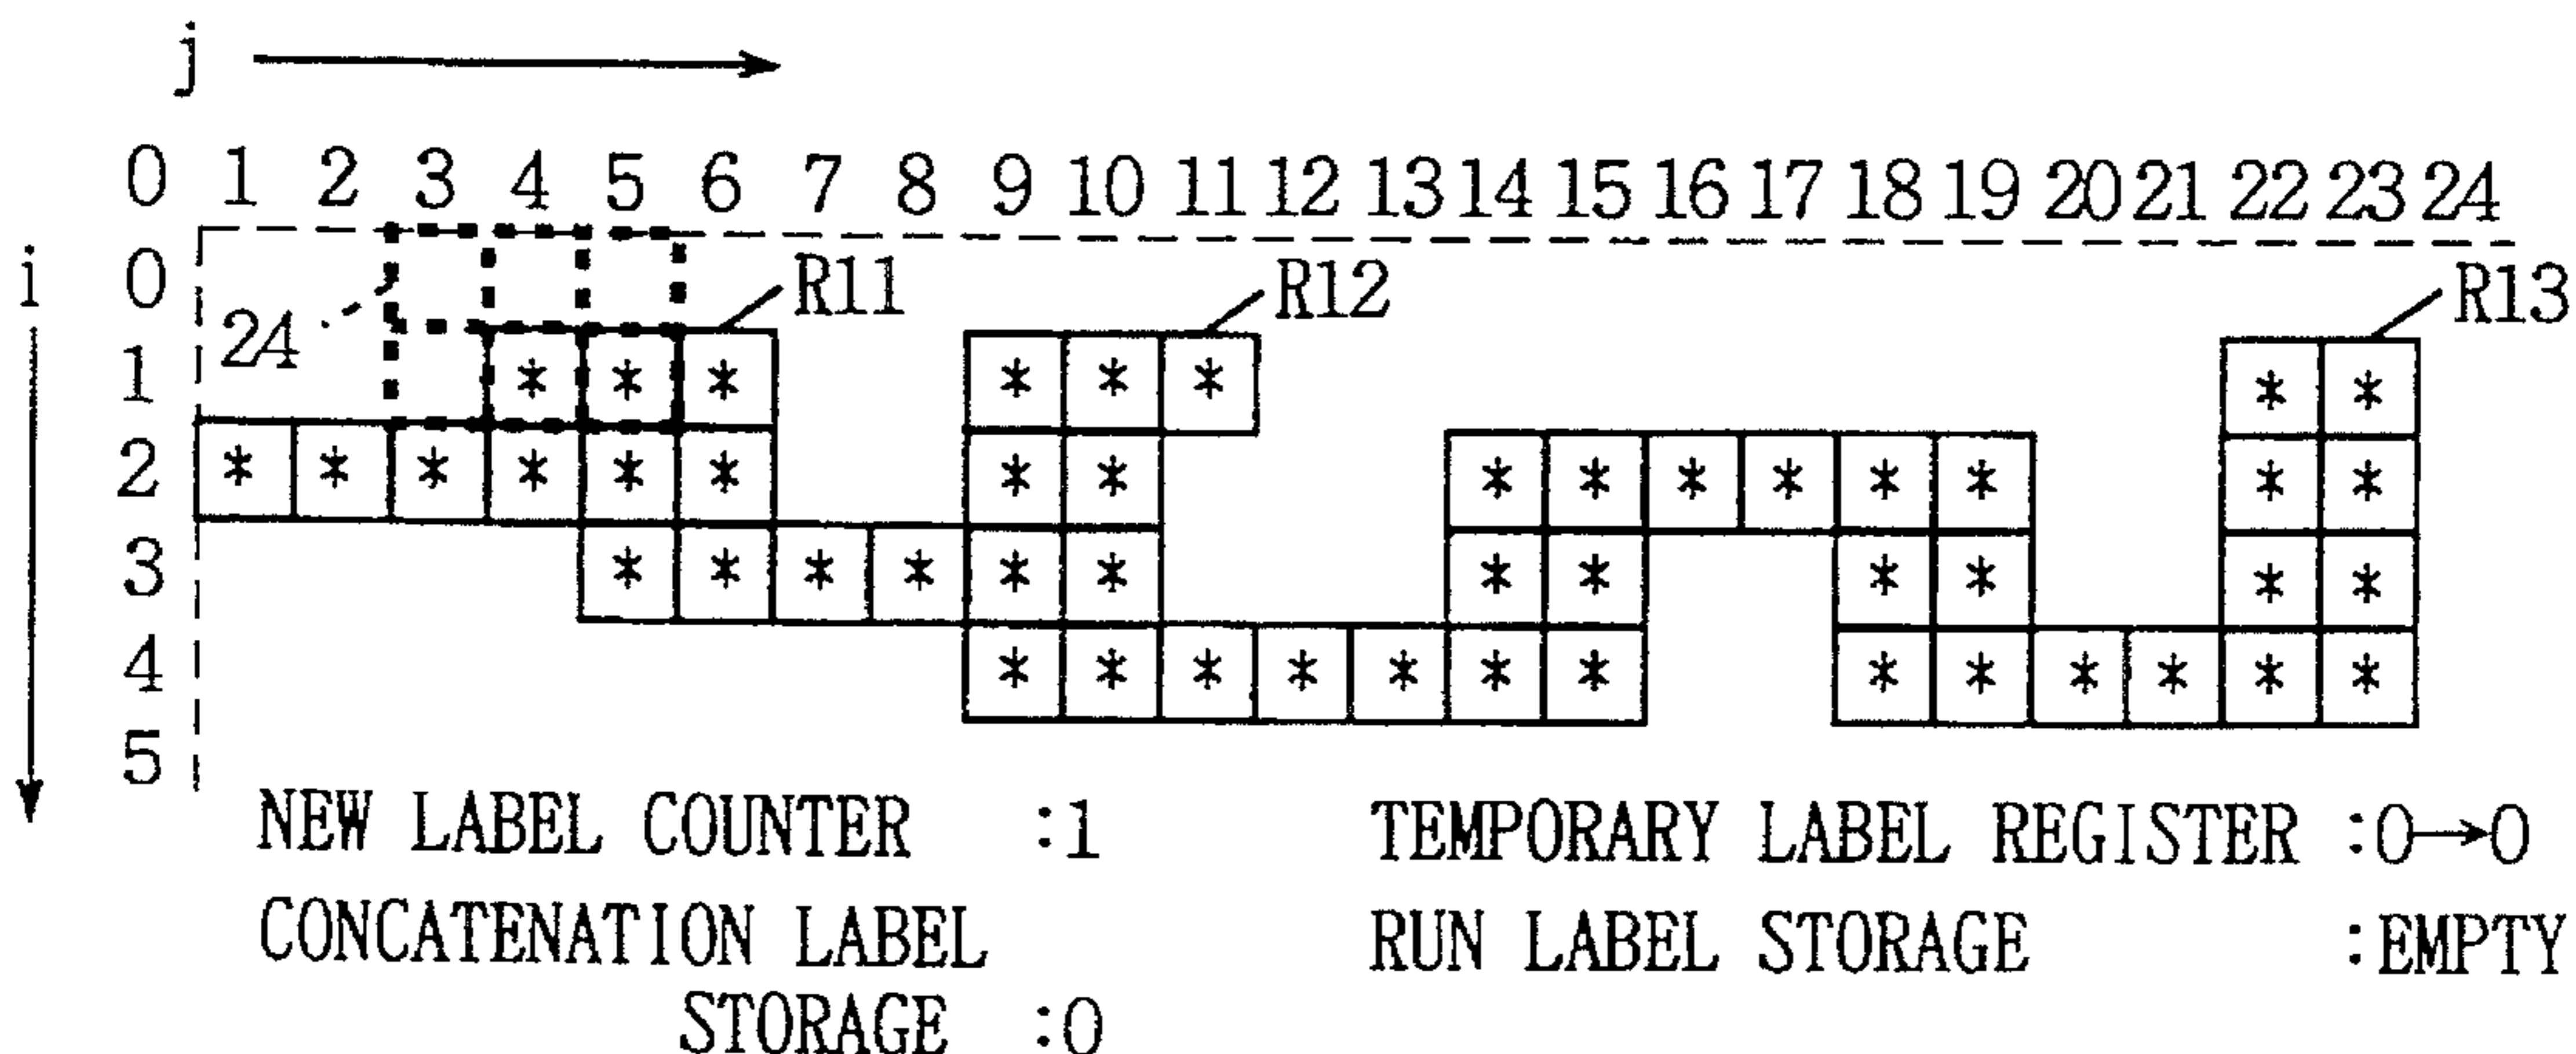 j
0 1 2 3 4 5 6 7 8 9 10 11 12 13 14 15 16 17 18 19 20 21 22 23 24
i 0 R11 R12 R13
24
1 * * * * * * * *
2 * * * * * * * * * * * * * * * *
3 * * * * * * * * * * * *
4 * * * * * * * * * * * * *
5
NEW LABEL COUNTER :1 TEMPORARY LABEL REGISTER :0→0
CONCATENATION LABEL RUN LABEL STORAGE :EMPTY
STORAGE :0